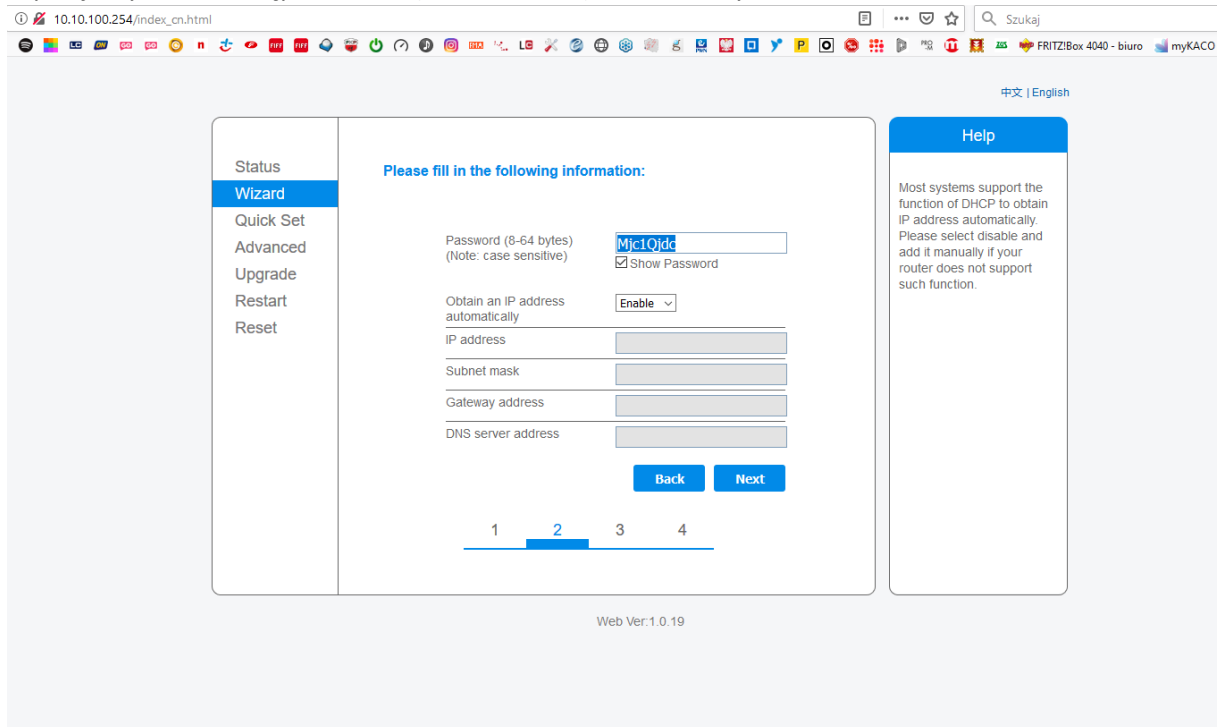 10.10.100.254/index_cn.html
Szukaj
FRITZ!Box 4040 - biuro
myKACO
中文 | English
Status
Wizard
Quick Set
Advanced
Upgrade
Restart
Reset
Please fill in the following information:
Password (8-64 bytes)
(Note: case sensitive)
Mjc1Qjdc
Show Password
Obtain an IP address
automatically
Enable
IP address
Subnet mask
Gateway address
DNS server address
Back Next
1 2 3 4
Help
Most systems support the
function of DHCP to obtain
IP address automatically.
Please select disable and
add it manually if your
router does not support
such function.
Web Ver:1.0.19